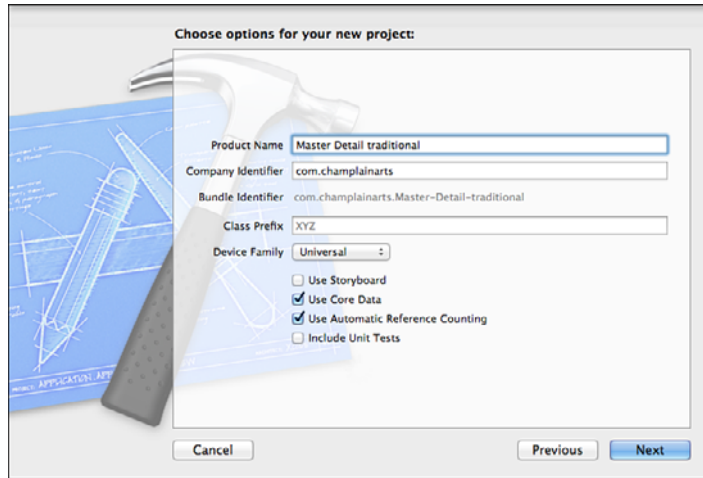 Choose options for your new project:
Product Name Master Detail traditional
Company Identifier com.champlainarts
Bundle Identifier com.champlainarts.Master-Detail-traditional
Class Prefix XYZ
Device Family Universal
Use Storyboard
Use Core Data
Use Automatic Reference Counting
Include Unit Tests
Cancel Previous Next